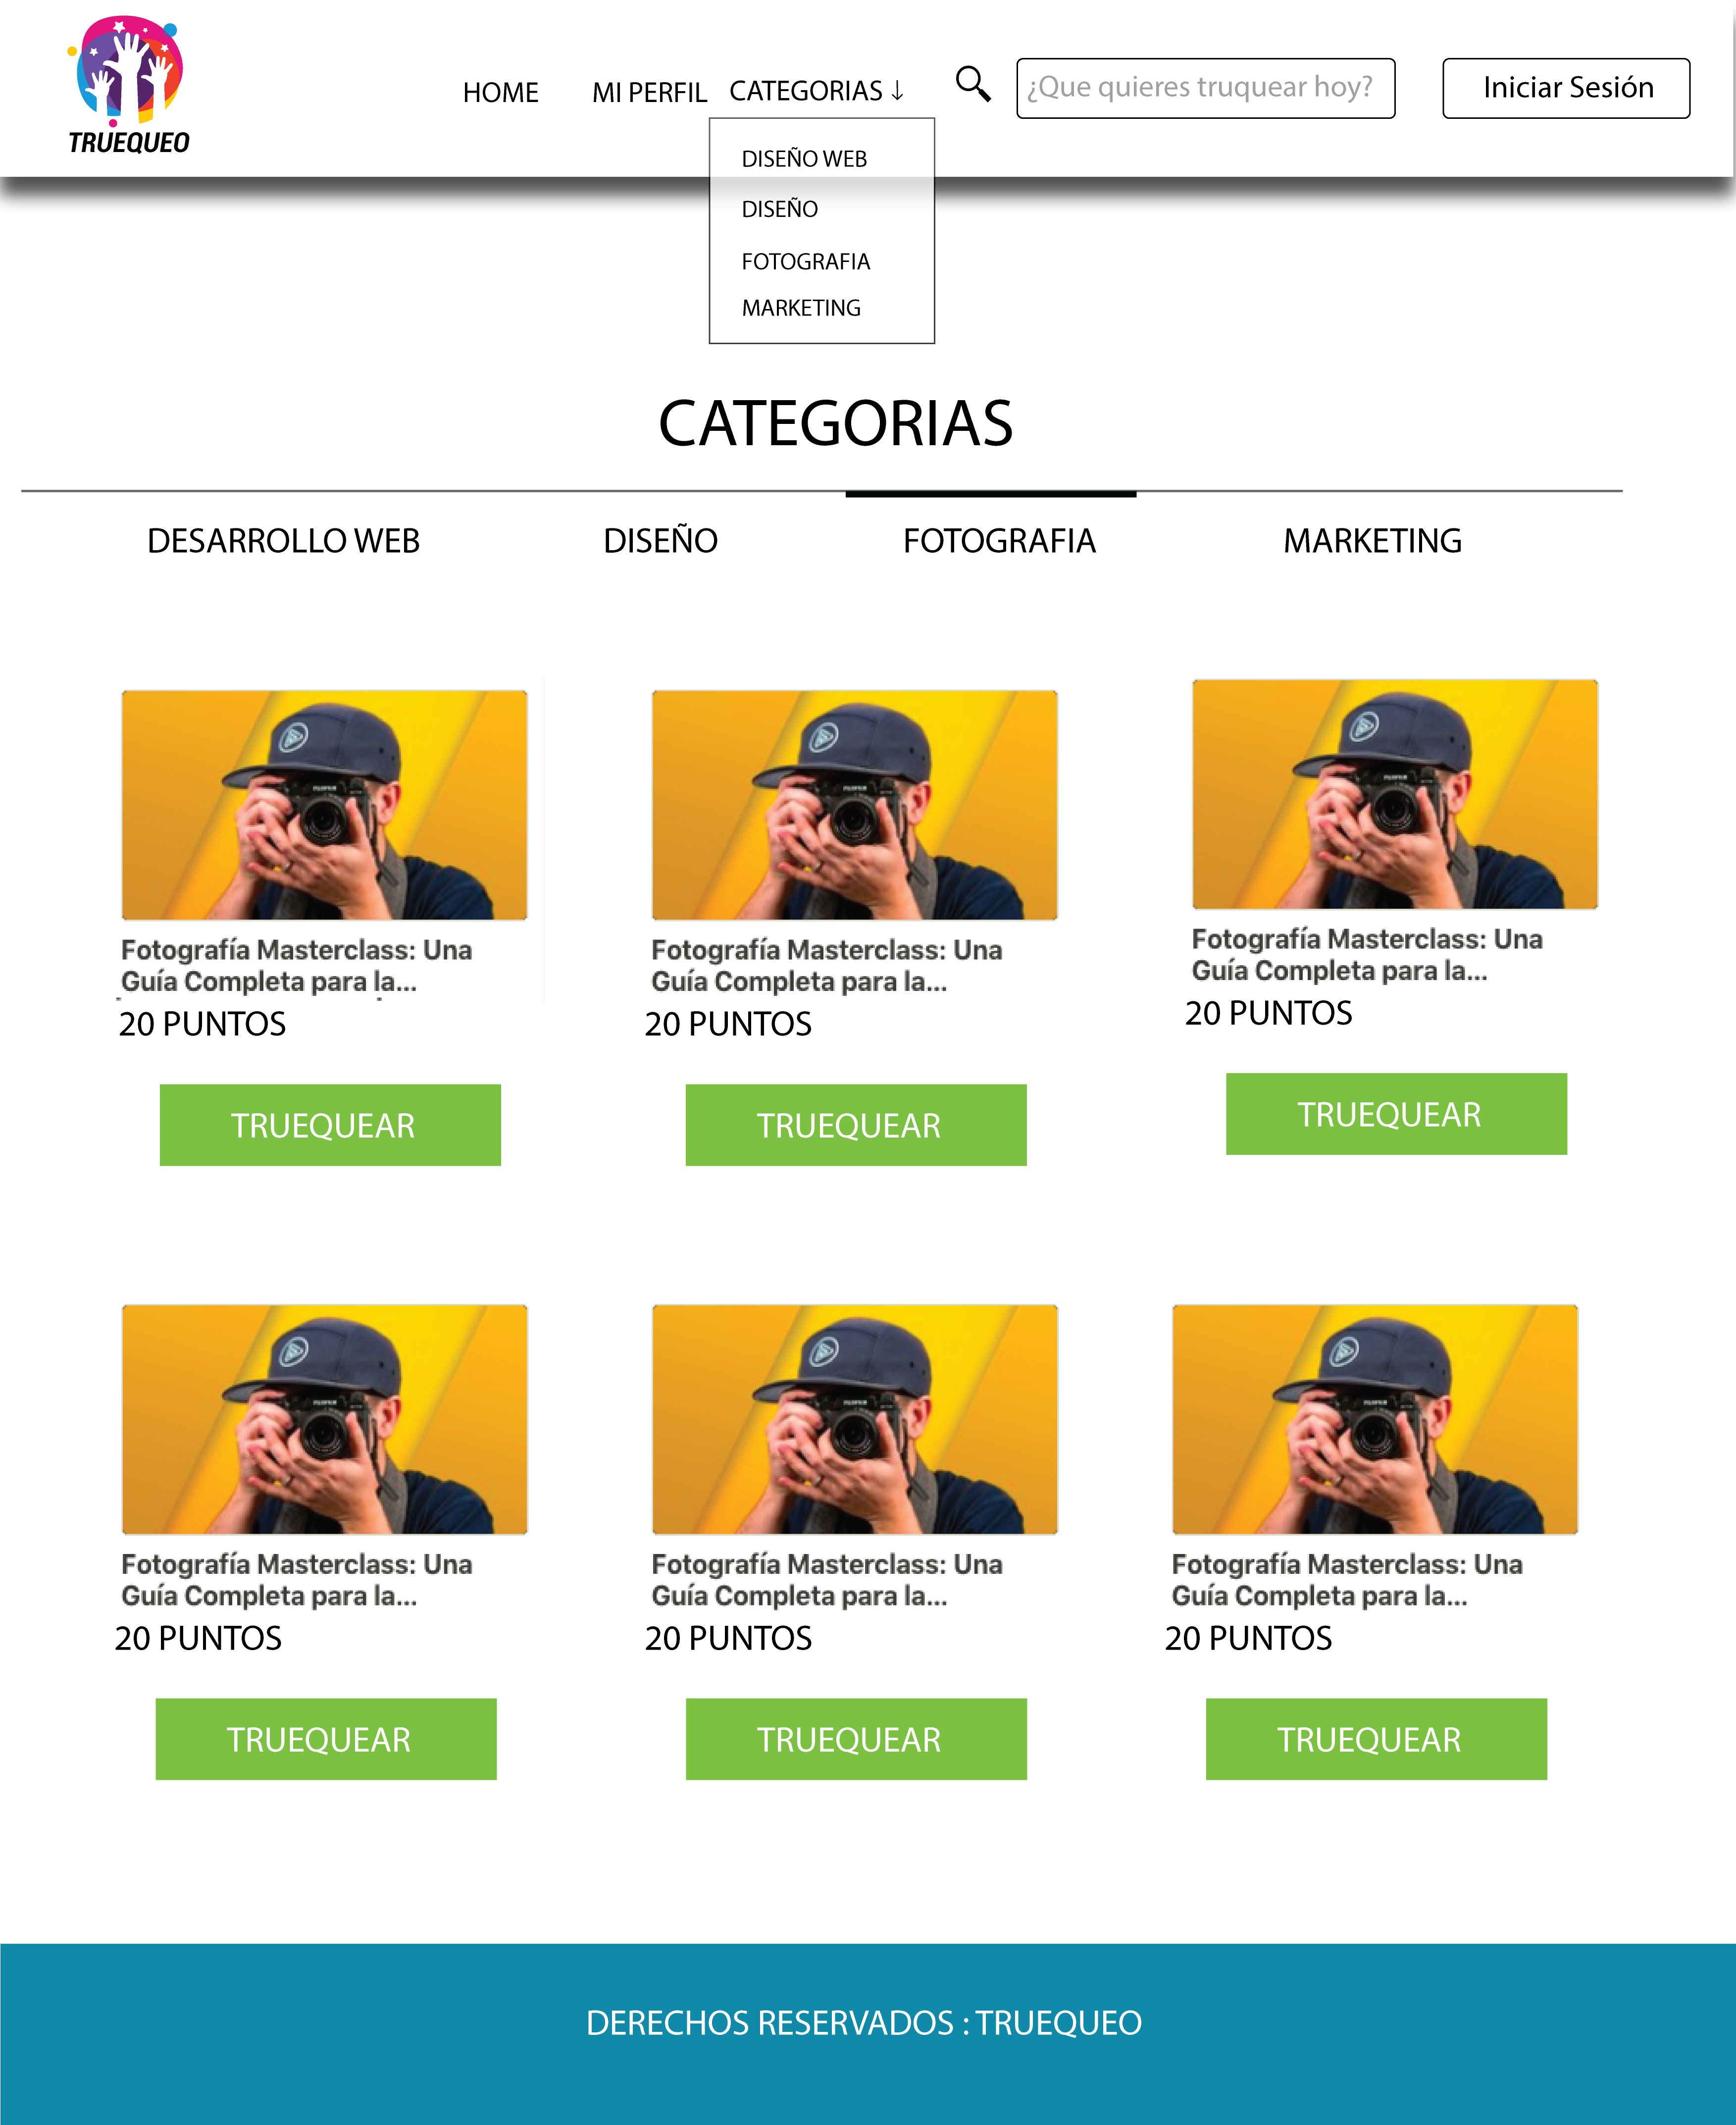 TRUEQUEO
HOME
MI PERFIL
CATEGORIAS ↓
¿Que quieres truquear hoy?
Iniciar Sesión
DISEÑO WEB
DISEÑO
FOTOGRAFIA
MARKETING
CATEGORIAS
DESARROLLO WEB
DISEÑO
FOTOGRAFIA
MARKETING
Fotografía Masterclass: Una
Guía Completa para la...
20 PUNTOS
TRUEQUEAR
Fotografía Masterclass: Una
Guía Completa para la...
20 PUNTOS
TRUEQUEAR
Fotografía Masterclass: Una
Guía Completa para la...
20 PUNTOS
TRUEQUEAR
Fotografía Masterclass: Una
Guía Completa para la...
20 PUNTOS
TRUEQUEAR
Fotografía Masterclass: Una
Guía Completa para la...
20 PUNTOS
TRUEQUEAR
Fotografía Masterclass: Una
Guía Completa para la...
20 PUNTOS
TRUEQUEAR
DERECHOS RESERVADOS : TRUEQUEO